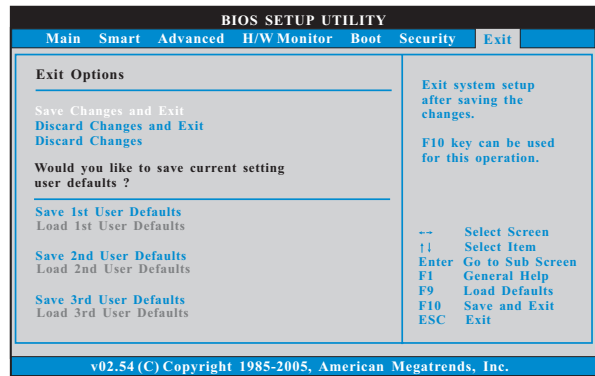 BIOS SETUP UTILITY
Main Smart Advanced H/W Monitor Boot Security Exit
Exit Options
Save Changes and Exit
Discard Changes and Exit
Discard Changes
Would you like to save current setting
user defaults ?
Save 1st User Defaults
Load 1st User Defaults
Save 2nd User Defaults
Load 2nd User Defaults
Save 3rd User Defaults
Load 3rd User Defaults
Exit system setup
after saving the
changes.
F10 key can be used
for this operation.
←→ Select Screen
↑↓ Select Item
Enter Go to Sub Screen
F1 General Help
F9 Load Defaults
F10 Save and Exit
ESC Exit
v02.54 (C) Copyright 1985-2005, American Megatrends, Inc.